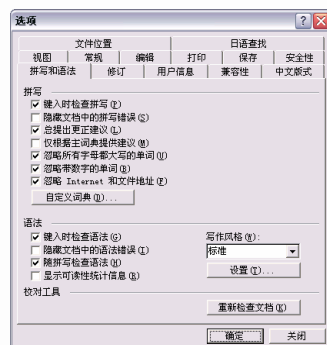 选项
文件位置 日语查找
视图 常规 编辑 打印 保存 安全性
拼写和语法 修订 用户信息 兼容性 中文版式
拼写
键入时检查拼写(P)
隐藏文档中的拼写错误(S)
总提出更正建议(L)
仅根据主词典提供建议(M)
忽略所有字母都大写的单词(U)
忽略带数字的单词(B)
忽略 Internet 和文件地址(F)
自定义词典(D)...
语法
键入时检查语法(G) 写作风格(W):
隐藏文档中的语法错误(I) 标准
随拼写检查语法(H) 设置(T)...
显示可读性统计信息(R)
校对工具
重新检查文档(K)
确定 关闭